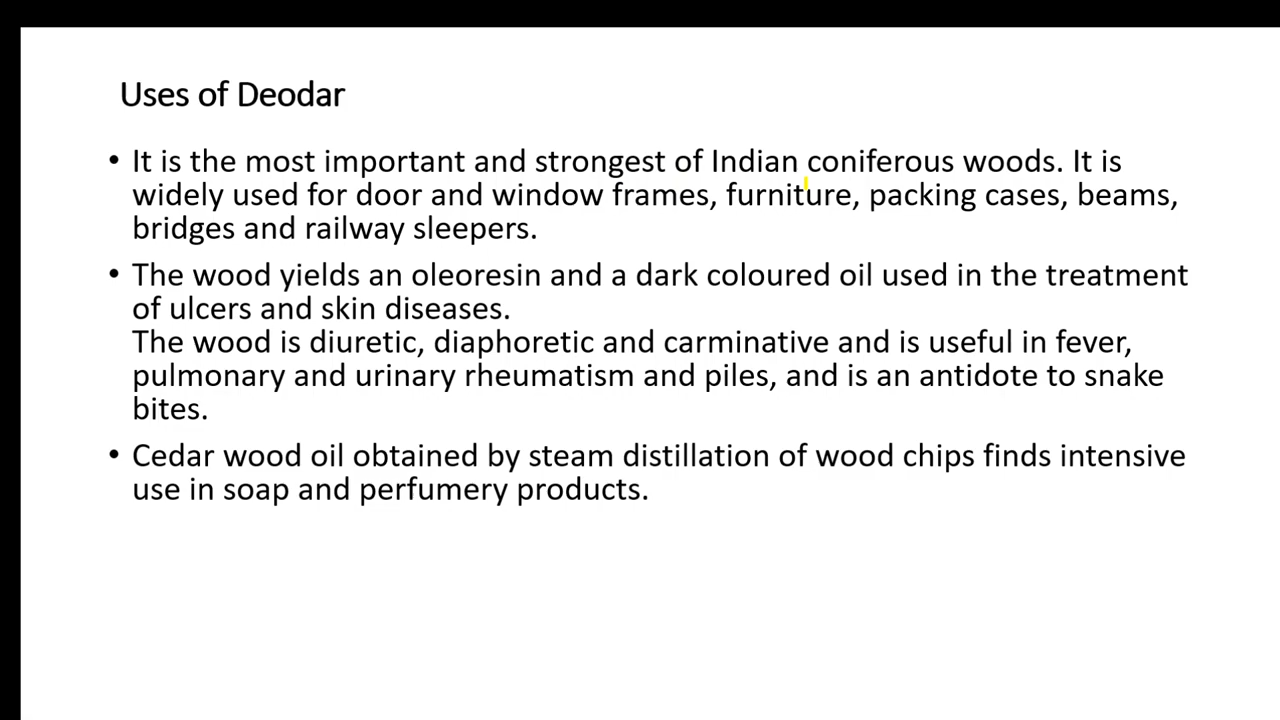 Uses of Deodar
• It is the most important and strongest of Indian coniferous woods. It is
widely used for door and window frames, furniture, packing cases, beams,
bridges and railway sleepers.
• The wood yields an oleoresin and a dark coloured oil used in the treatment
of ulcers and skin diseases.
The wood is diuretic, diaphoretic and carminative and is useful in fever,
pulmonary and urinary rheumatism and piles, and is an antidote to snake
bites.
• Cedar wood oil obtained by steam distillation of wood chips finds intensive
use in soap and perfumery products.